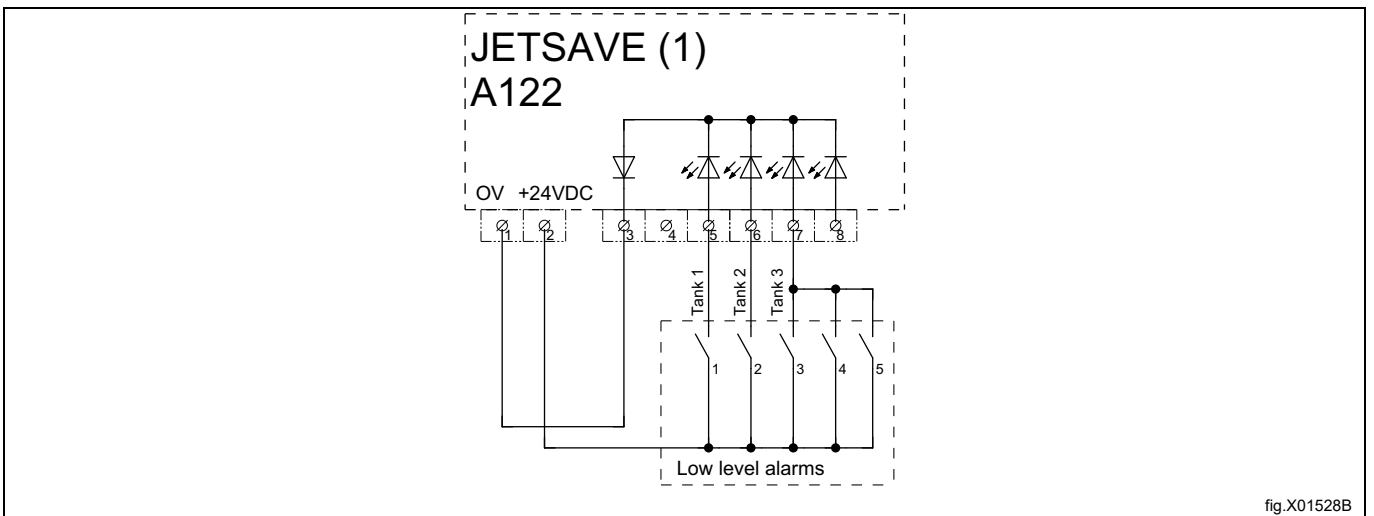 JETSAVE (1)
A122
OV +24VDC
1 2 3 4 5 6 7 8
Tank 1
Tank 2
Tank 3
1 2 3 4 5
Low level alarms
fig.X01528B